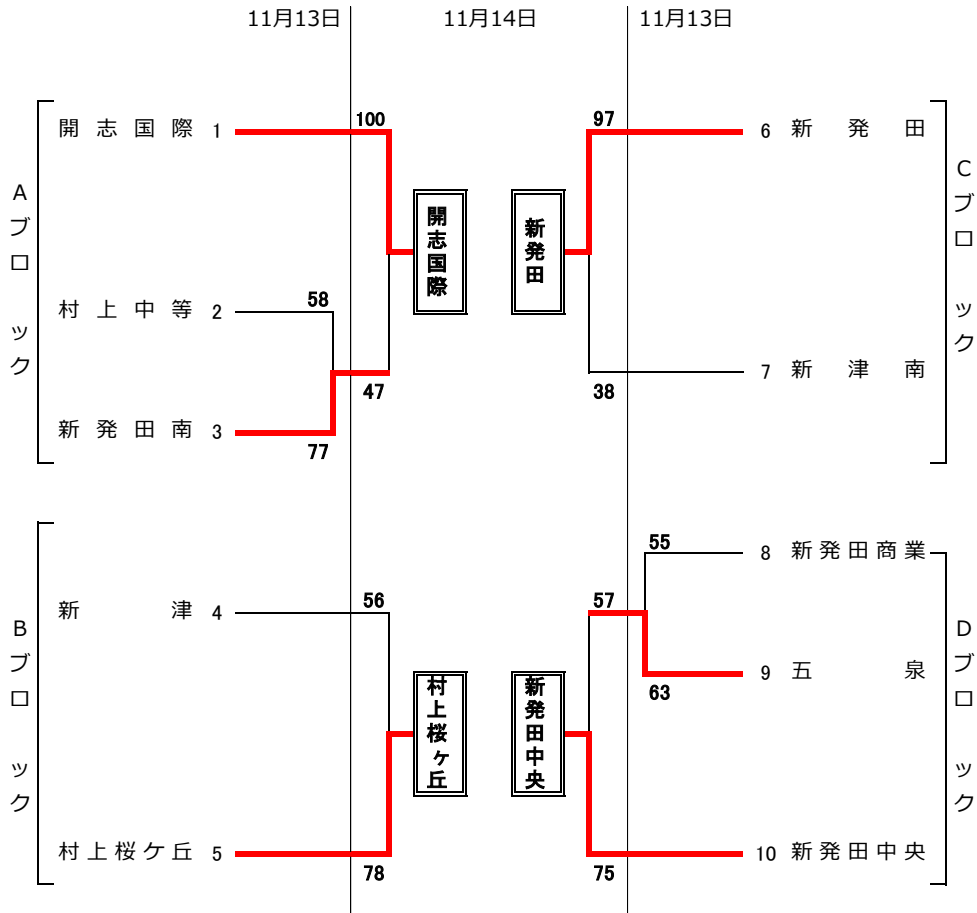 11月13日 11月14日 11月13日
Aブロック
開志国際 1
100
村上中等 2
58
47
新発田南 3
77
開志国際
新発田
97
6 新発田
38
7 新津南
Cブロック
Bブロック
新津 4
56
村上桜ケ丘 5
78
村上桜ヶ丘
新発田中央
55
8 新発田商業
57
63
9 五泉
75
10 新発田中央
Dブロック